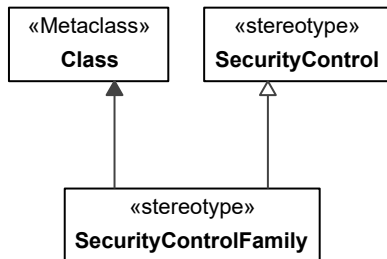 «Metaclass»
Class
«stereotype»
SecurityControl
«stereotype»
SecurityControlFamily